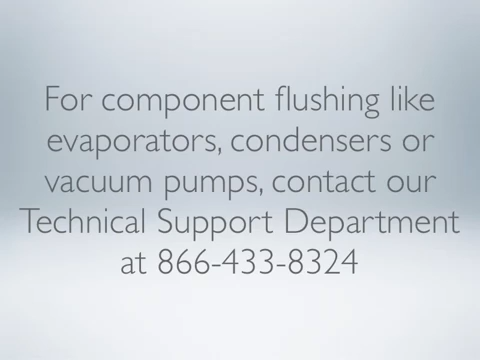 For component flushing like
evaporators, condensers or
vacuum pumps, contact our
Technical Support Department
at 866-433-8324